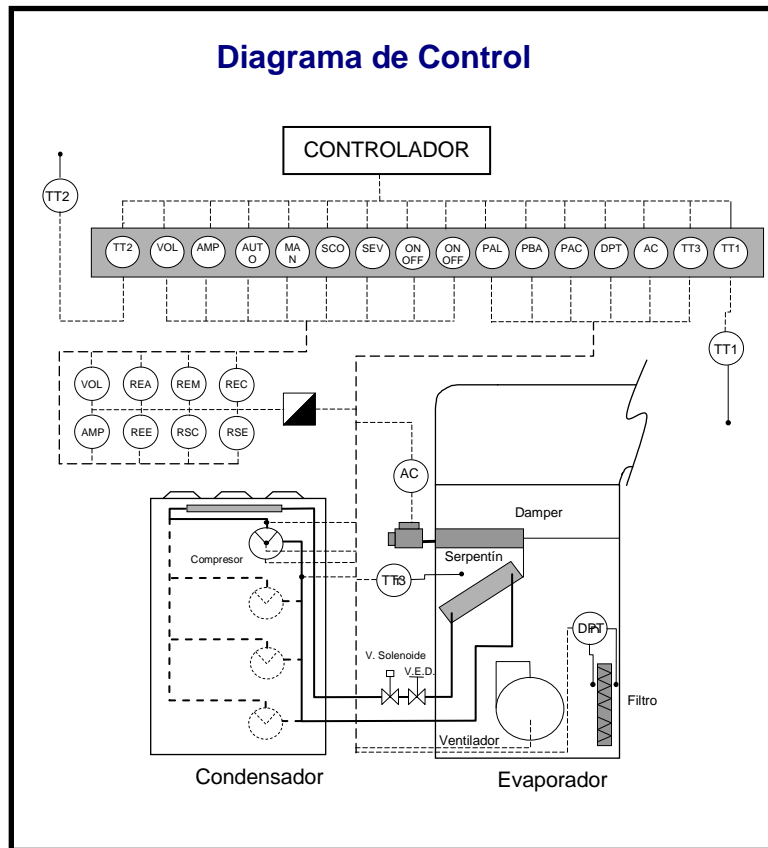 Diagrama de Control
CONTROLADOR
TT2
TT2 VOL AMP AUT MA SCO SEV ON ON PAL PBA PAC DPT AC TT3 TT1
O N OFF OFF
TT1
VOL REA REM REC
AMP REE RSC RSE
AC
Damper
Serpentín
Compresor
TT3
DPT
V. Solenoide
V.E.D.
Filtro
Ventilador
Condensador
Evaporador